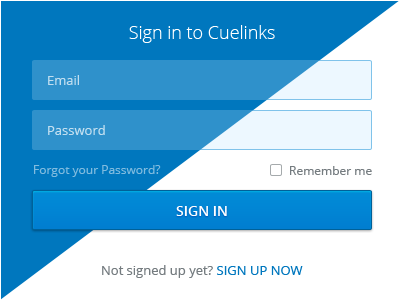 Sign in to Cuelinks
Email
Password
Forgot your Password? Remember me
SIGN IN
Not signed up yet? SIGN UP NOW